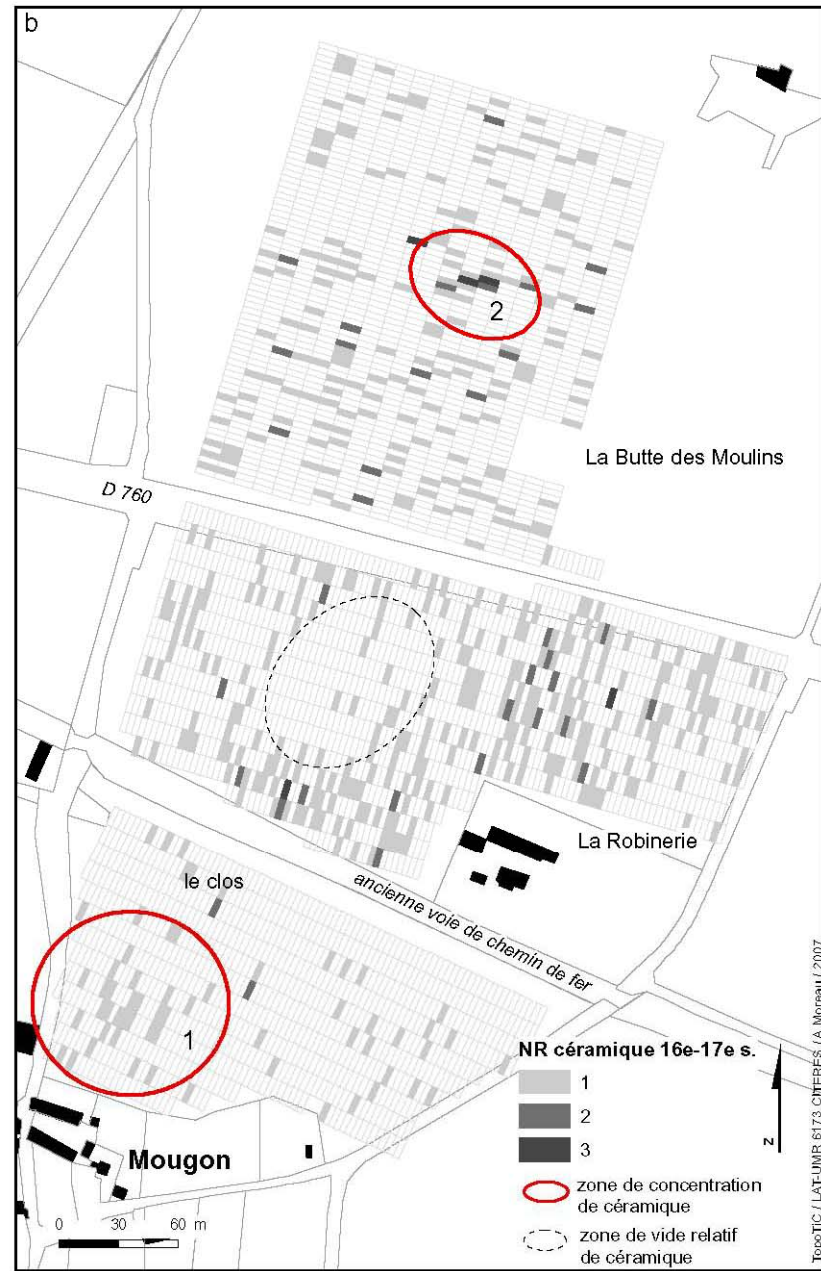 b
2
La Butte des Moulins
D 760
La Robinerie
le clos
ancienne voie de chemin de fer
1
Mougon
0 30 60 m
NR céramique 16e-17e s.
1
2
3
zone de concentration
de céramique
zone de vide relatif
de céramique
z
TopoTiC / LAT-UMR 6173 CITERES / A.Moreau / 2007